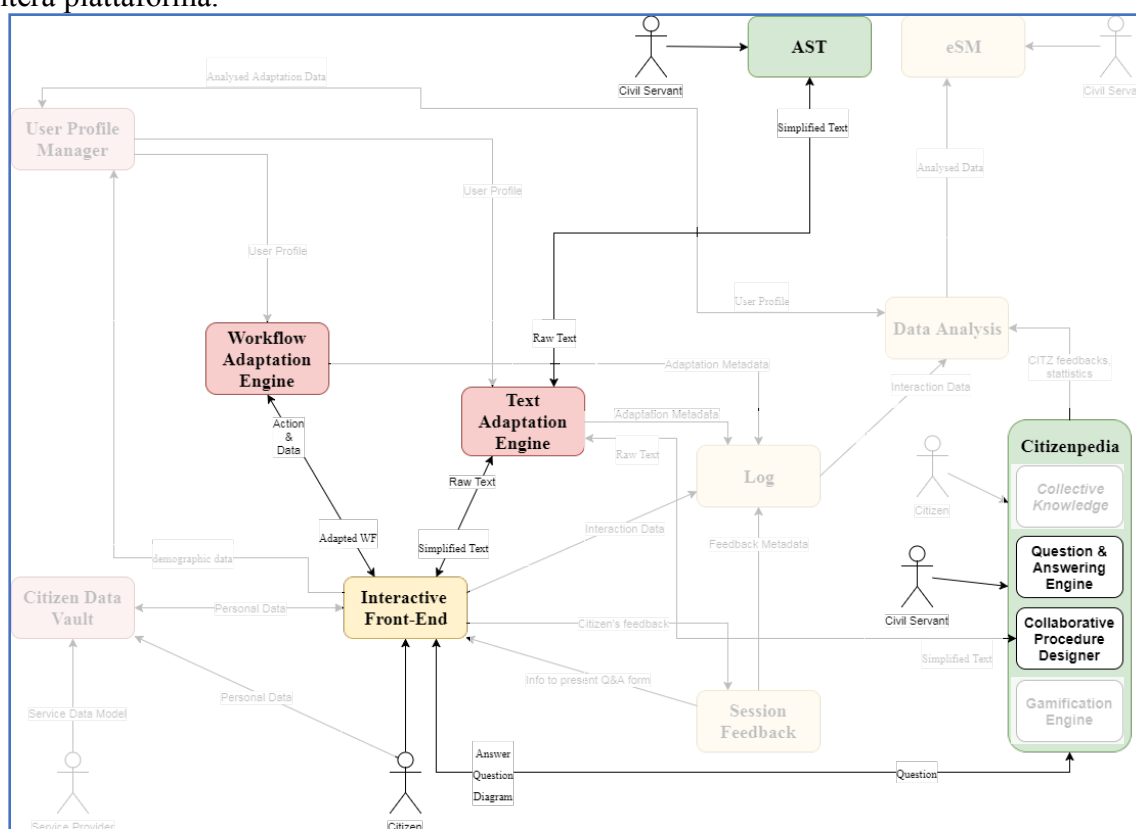 ntera piattaforma.
AST
eSM
Civil Servant
Civil Serva
Analysed Adaptation Data
User Profile
Manager
Simplified Text
Analysed Data
User Profile
User Profile
User Profile
Workflow
Adaptation
Engine
Raw Text
Data Analysis
Adaptation Metadata
CITZ feedbacks,
stattistics
Interaction Data
Text
Adaptation
Engine
Adaptation Metadata
Action
&
Data
Raw Text
Citizenpedia
Raw Text
Log
Collective
Knowledge
Citizen
Interaction Data
Adapted WF
Simplified Text
Feedback Metadata
demographic data
Question &
Answering
Engine
Citizen Data
Vault
Personal Data
Interactive
Front-End
Citizen's feedback
Civil Servant
Collaborative
Procedure
Designer
Simplified Text
Info to present Q&A form
Personal Data
Service Data Model
Session
Feedback
Gamification
Engine
Answer
Question
Diagram
Question
Service Provider
Citizen